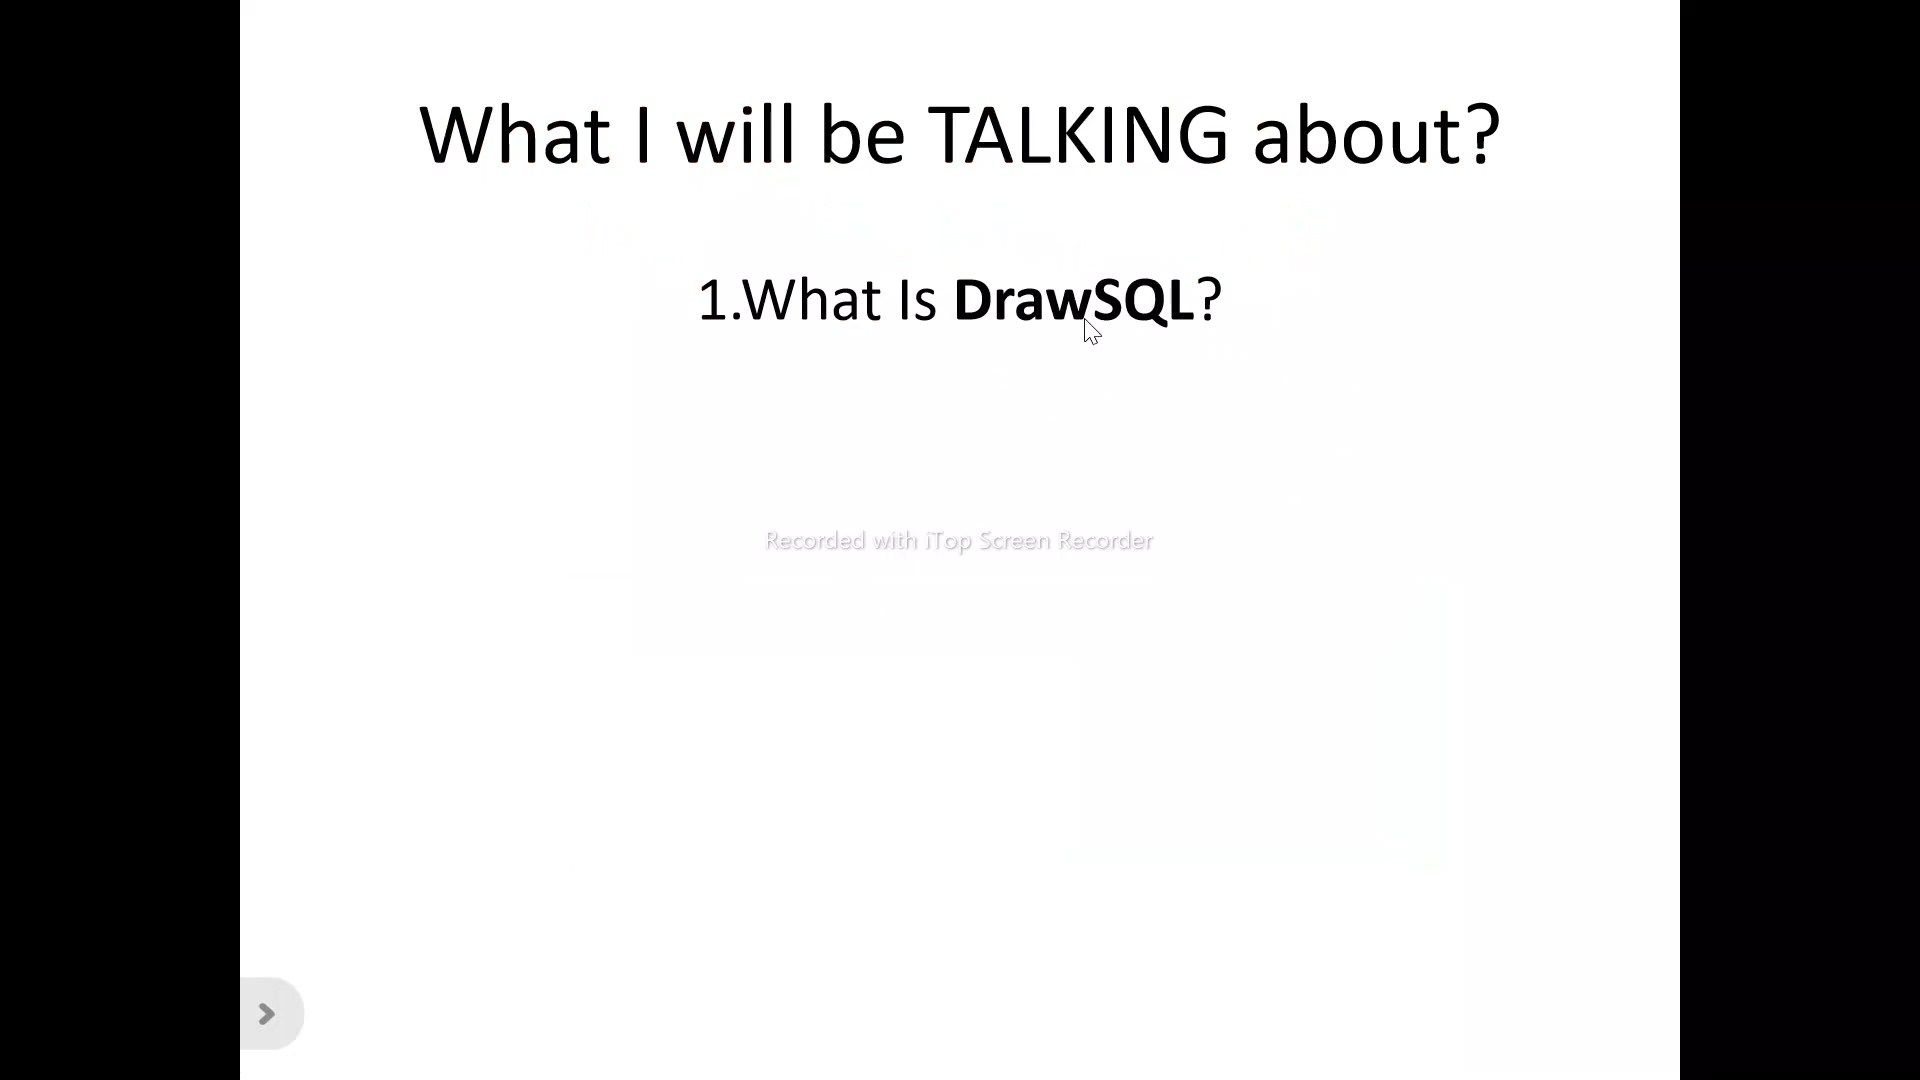 What I will be TALKING about?
1.What Is DrawSQL?
Recorded with iTop Screen Recorder